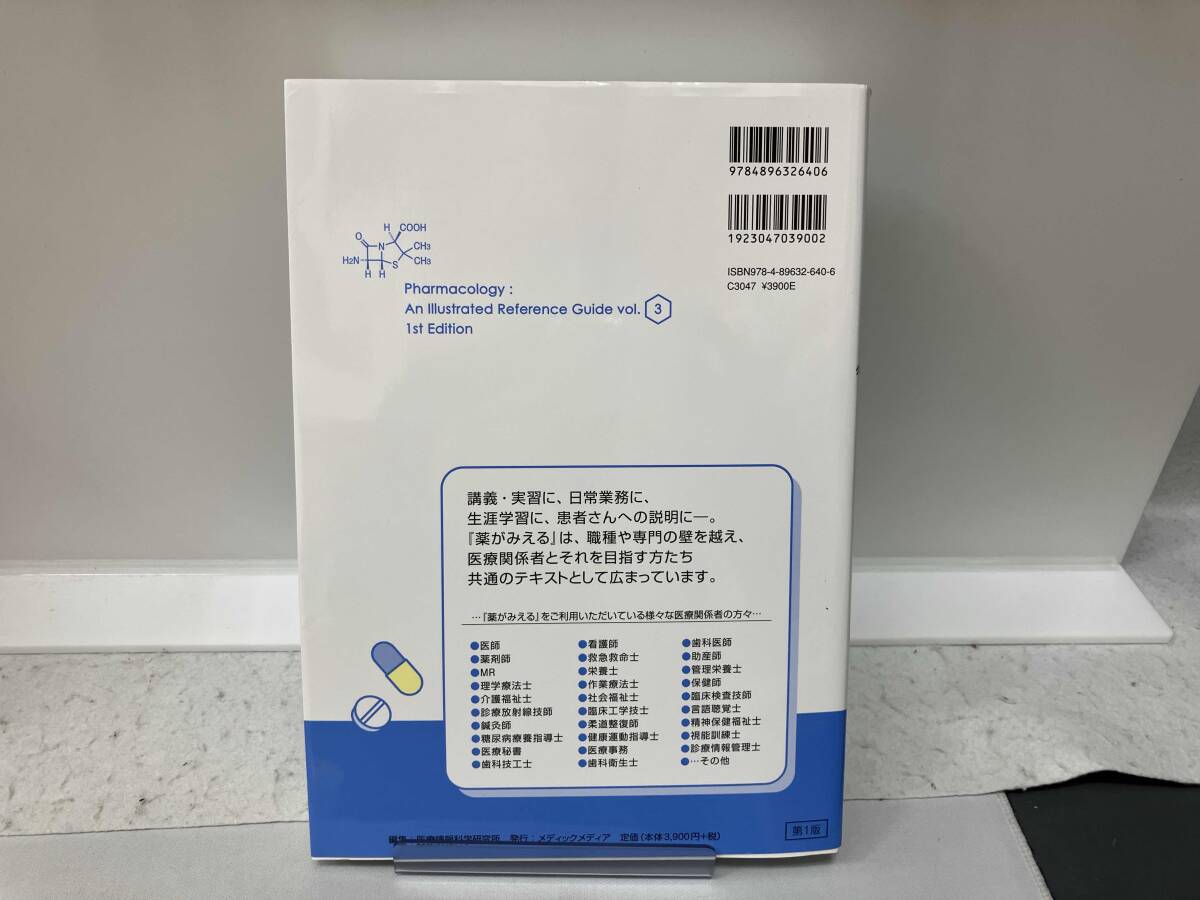 9784896326406
1923047039002
ISBN978-4-89632-640-6
C3047 ¥3900E
H COOH
O N CH3
H2N S CH3
H H
Pharmacology :
An Illustrated Reference Guide vol. 3
1st Edition
講義・実習に、日常業務に、
生涯学習に、患者さんへの説明に―。
『薬がみえる』は、職種や専門の壁を越え、
医療関係者とそれを目指す方たち
共通のテキストとして広まっています。
…『薬がみえる』をご利用いただいている様々な医療関係者の方々…
●医師 ●看護師 ●歯科医師
●薬剤師 ●救急救命士 ●助産師
●MR ●栄養士 ●管理栄養士
●理学療法士 ●作業療法士 ●保健師
●介護福祉士 ●社会福祉士 ●臨床検査技師
●診療放射線技師 ●臨床工学技士 ●言語聴覚士
●鍼灸師 ●柔道整復師 ●精神保健福祉士
●糖尿病療養指導士 ●健康運動指導士 ●視能訓練士
●医療秘書 ●医療事務 ●診療情報管理士
●歯科技工士 ●歯科衛生士 ●…その他
編集：医療情報科学研究所 発行：メディックメディア 定価(本体3,900円+税)
第1版